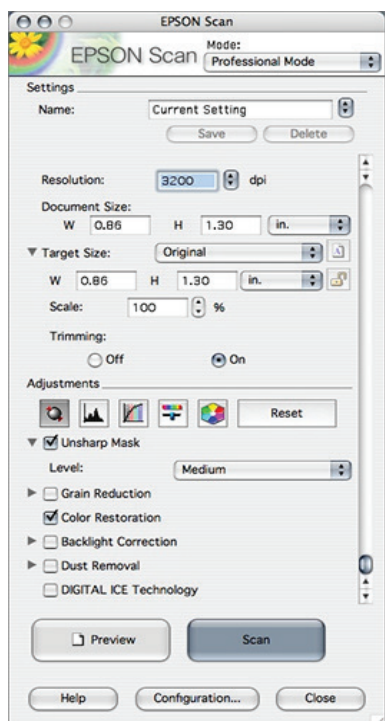 EPSON Scan
EPSON Scan Mode: Professional Mode
Settings
Name: Current Setting
Save Delete
Resolution: 3200 dpi
Document Size:
W 0.86 H 1.30 in.
Target Size: Original
W 0.86 H 1.30 in.
Scale: 100 %
Trimming:
Off On
Adjustments
Reset
Unsharp Mask
Level: Medium
Grain Reduction
Color Restoration
Backlight Correction
Dust Removal
DIGITAL ICE Technology
Preview Scan
Help Configuration... Close